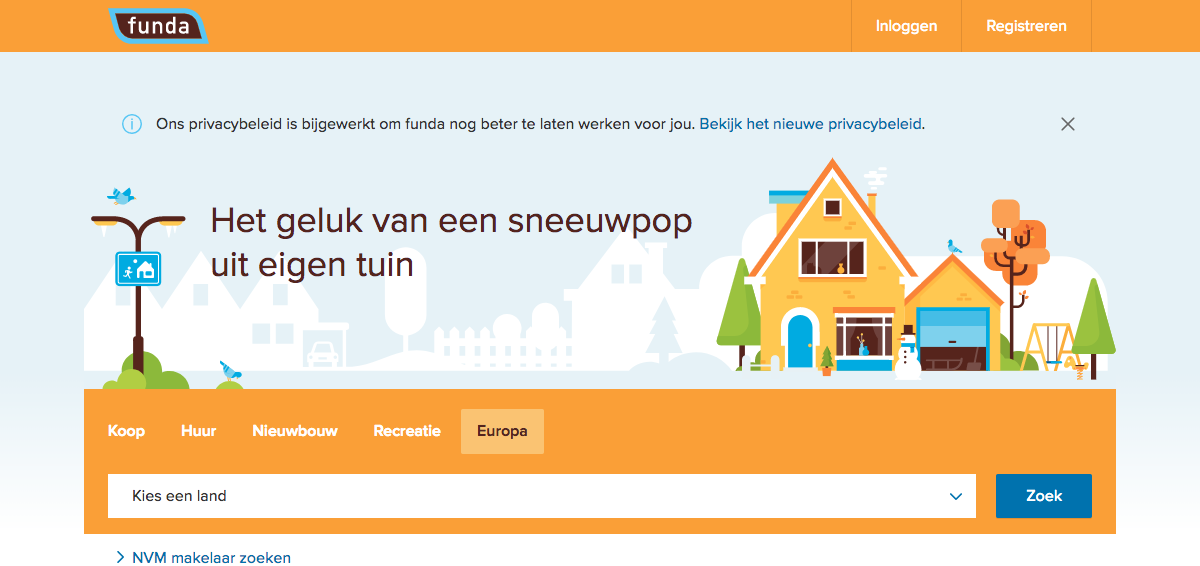 funda
Inloggen
Registreren
Ons privacybeleid is bijgewerkt om funda nog beter te laten werken voor jou. Bekijk het nieuwe privacybeleid.
Het geluk van een sneeuwpop
uit eigen tuin
Koop
Huur
Nieuwbouw
Recreatie
Europa
Kies een land
Zoek
NVM makelaar zoeken